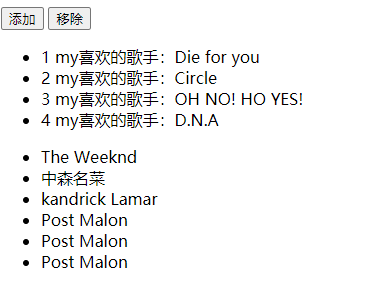 添加 移除
1 my喜欢的歌手：Die for you
2 my喜欢的歌手：Circle
3 my喜欢的歌手：OH NO! HO YES!
4 my喜欢的歌手：D.N.A
The Weeknd
中森名菜
kandrick Lamar
Post Malon
Post Malon
Post Malon